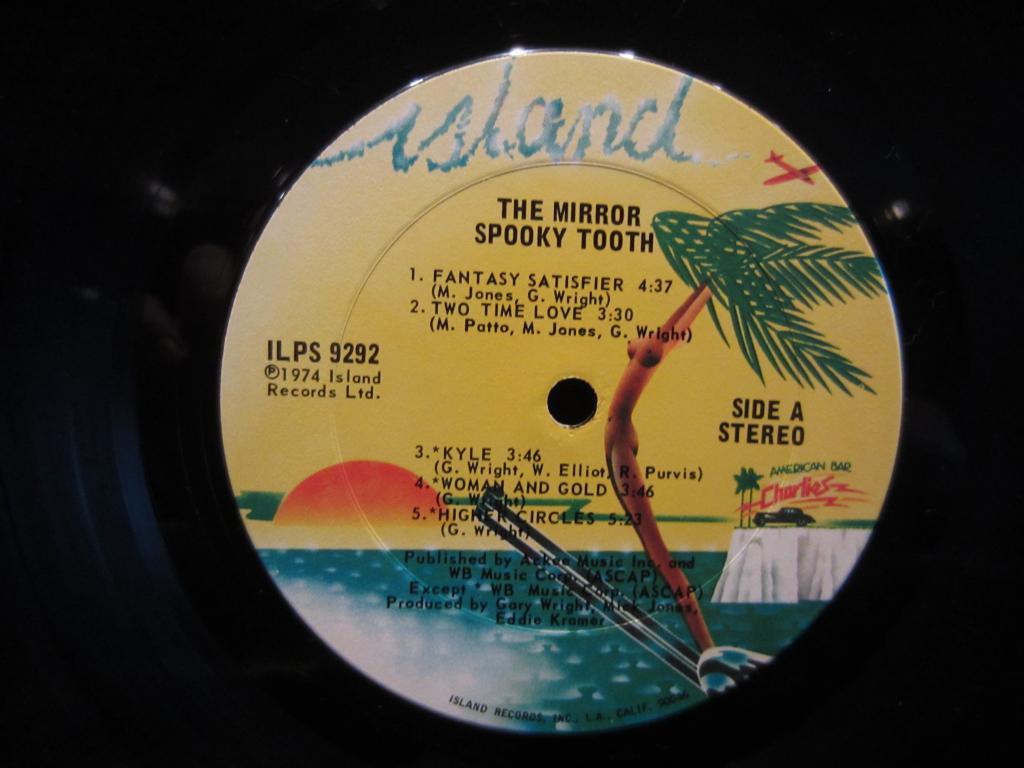 island
THE MIRROR
SPOOKY TOOTH
1. FANTASY SATISFIER 4:37
(M. Jones, G. Wright)
2. TWO TIME LOVE 3:30
(M. Patto, M. Jones, G. Wright)
ILPS 9292
℗1974 Island
Records Ltd.
SIDE A
STEREO
3.*KYLE 3:46
(G. Wright, W. Elliot, R. Purvis)
4.*WOMAN AND GOLD 3:46
(G. Wright)
5.*HIGHER CIRCLES 5:23
(G. Wright)
AMERICAN BAR
Charlies
Published by Ackee Music Inc. and
WB Music Corp. (ASCAP)
Except * WB Music Corp. (ASCAP)
Produced by Gary Wright, Mick Jones,
Eddie Kramer
ISLAND RECORDS, INC., L.A., CALIF.